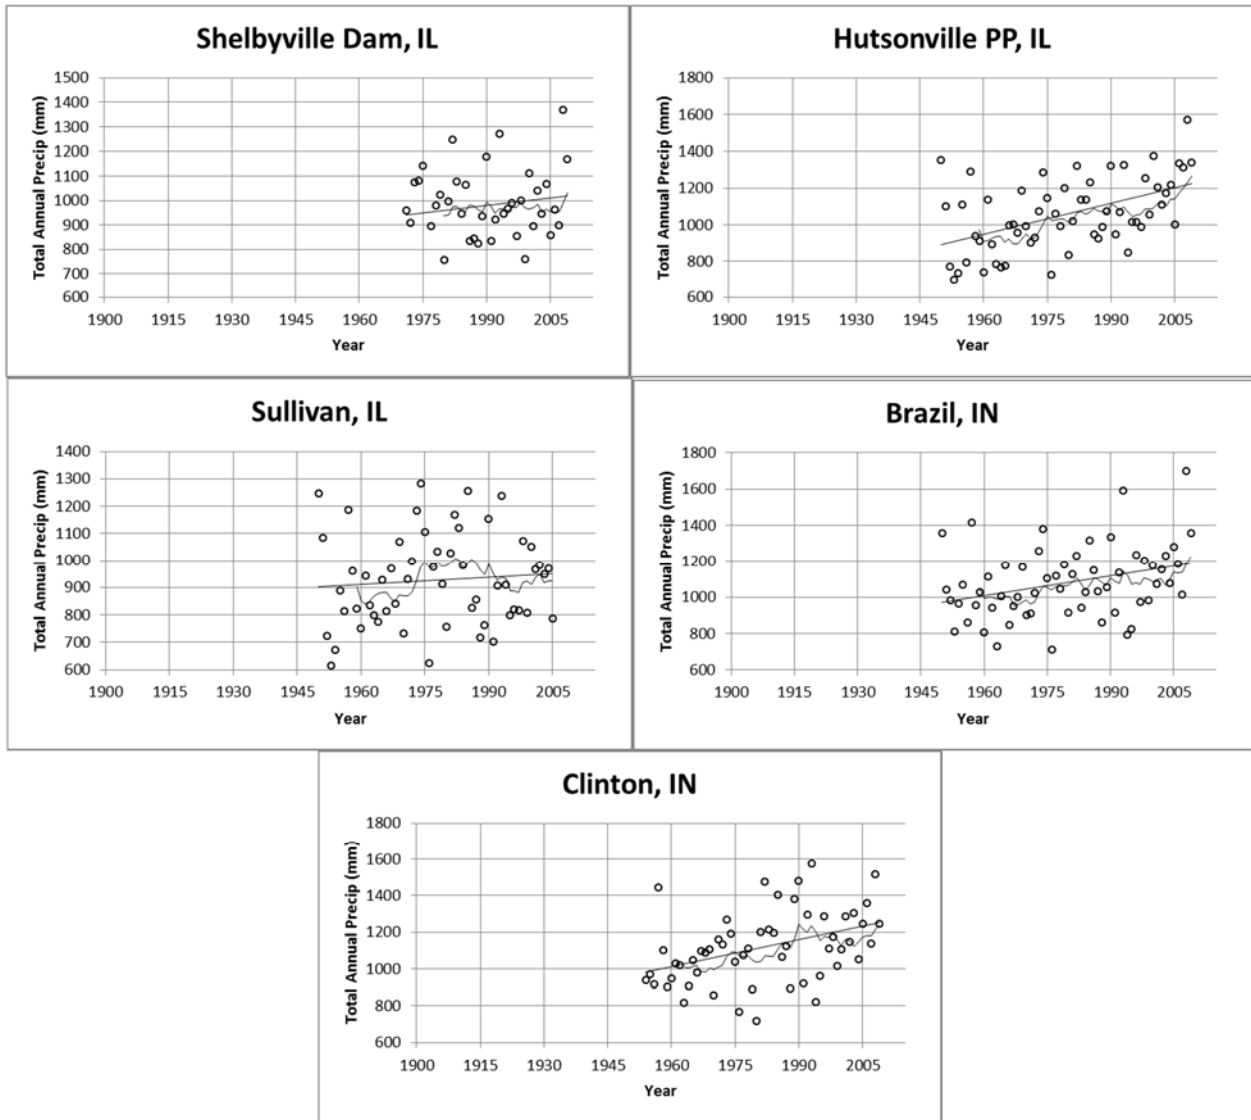 Shelbyville Dam, IL
Total Annual Precip (mm)
1500
1400
1300
1200
1100
1000
900
800
700
600
1900 1915 1930 1945 1960 1975 1990 2005
Year
Hutsonville PP, IL
Total Annual Precip (mm)
1800
1600
1400
1200
1000
800
600
1900 1915 1930 1945 1960 1975 1990 2005
Year
Sullivan, IL
Total Annual Precip (mm)
1400
1300
1200
1100
1000
900
800
700
600
1900 1915 1930 1945 1960 1975 1990 2005
Year
Brazil, IN
Total Annual Precip (mm)
1800
1600
1400
1200
1000
800
600
1900 1915 1930 1945 1960 1975 1990 2005
Year
Clinton, IN
Total Annual Precip (mm)
1800
1600
1400
1200
1000
800
600
1900 1915 1930 1945 1960 1975 1990 2005
Year